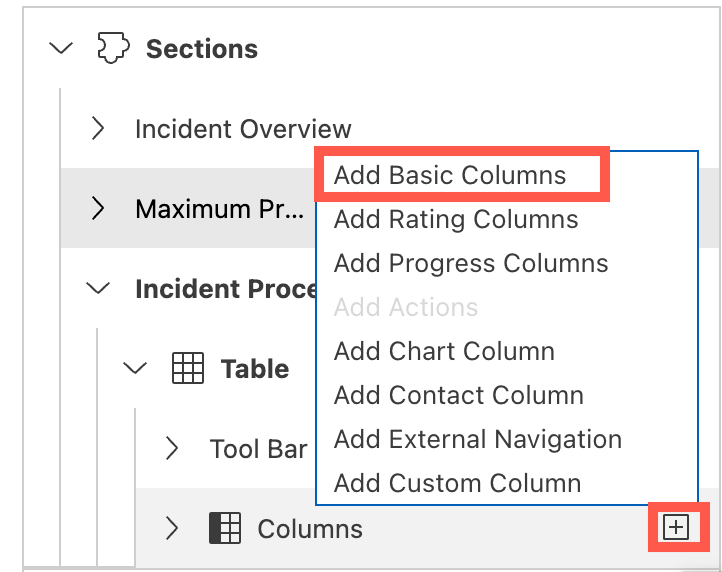 Sections
Incident Overview
Maximum Pr...
Incident Proce
Table
Tool Bar
Columns
Add Basic Columns
Add Rating Columns
Add Progress Columns
Add Actions
Add Chart Column
Add Contact Column
Add External Navigation
Add Custom Column